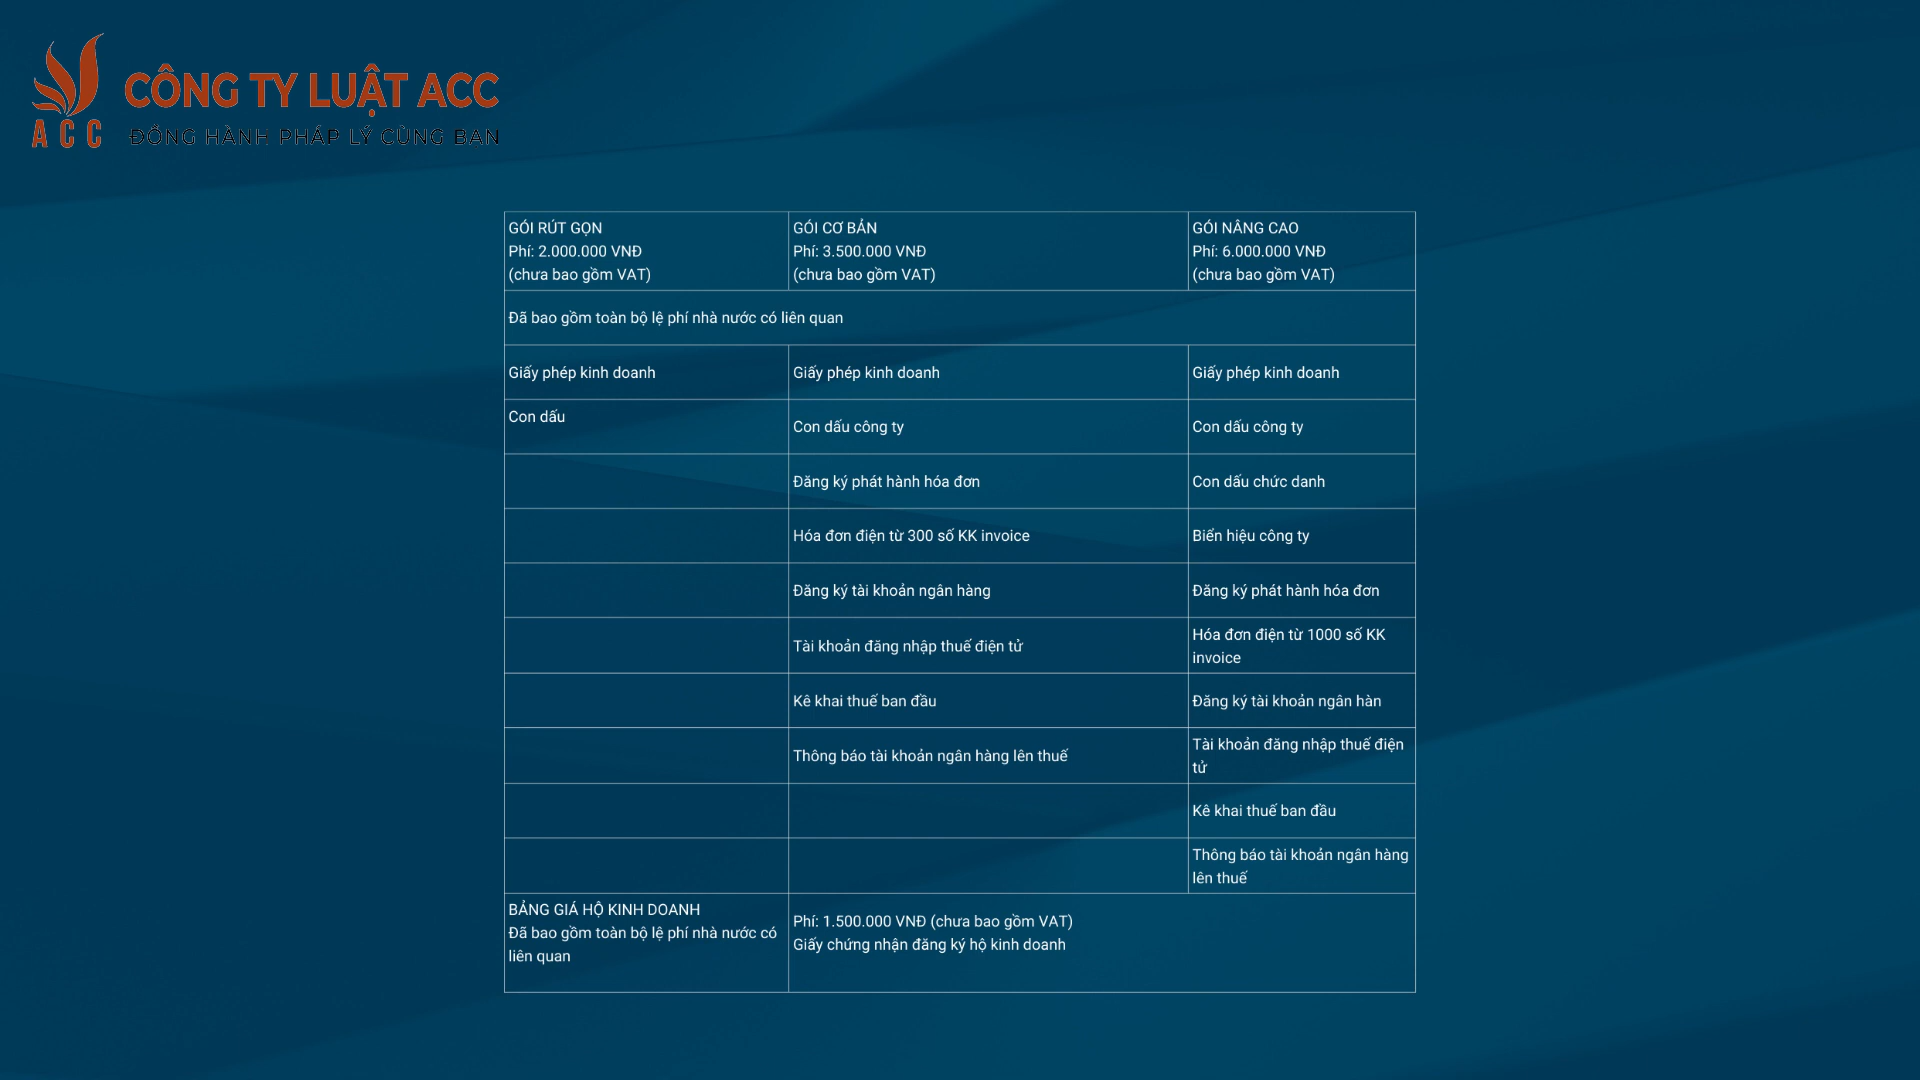 CÔNG TY LUẬT ACC
ACC
ĐỒNG HÀNH PHÁP LÝ CÙNG BẠN
GÓI RÚT GỌN
Phí: 2.000.000 VNĐ
(chưa bao gồm VAT)
GÓI CƠ BẢN
Phí: 3.500.000 VNĐ
(chưa bao gồm VAT)
GÓI NÂNG CAO
Phí: 6.000.000 VNĐ
(chưa bao gồm VAT)
Đã bao gồm toàn bộ lệ phí nhà nước có liên quan
Giấy phép kinh doanh
Giấy phép kinh doanh
Giấy phép kinh doanh
Con dấu
Con dấu công ty
Con dấu công ty
Đăng ký phát hành hóa đơn
Con dấu chức danh
Hóa đơn điện từ 300 số KK invoice
Biển hiệu công ty
Đăng ký tài khoản ngân hàng
Đăng ký phát hành hóa đơn
Tài khoản đăng nhập thuế điện tử
Hóa đơn điện từ 1000 số KK
invoice
Kê khai thuế ban đầu
Đăng ký tài khoản ngân hàn
Thông báo tài khoản ngân hàng lên thuế
Tài khoản đăng nhập thuế điện
tử
Kê khai thuế ban đầu
Thông báo tài khoản ngân hàng
lên thuế
BẢNG GIÁ HỘ KINH DOANH
Đã bao gồm toàn bộ lệ phí nhà nước có
liên quan
Phí: 1.500.000 VNĐ (chưa bao gồm VAT)
Giấy chứng nhận đăng ký hộ kinh doanh